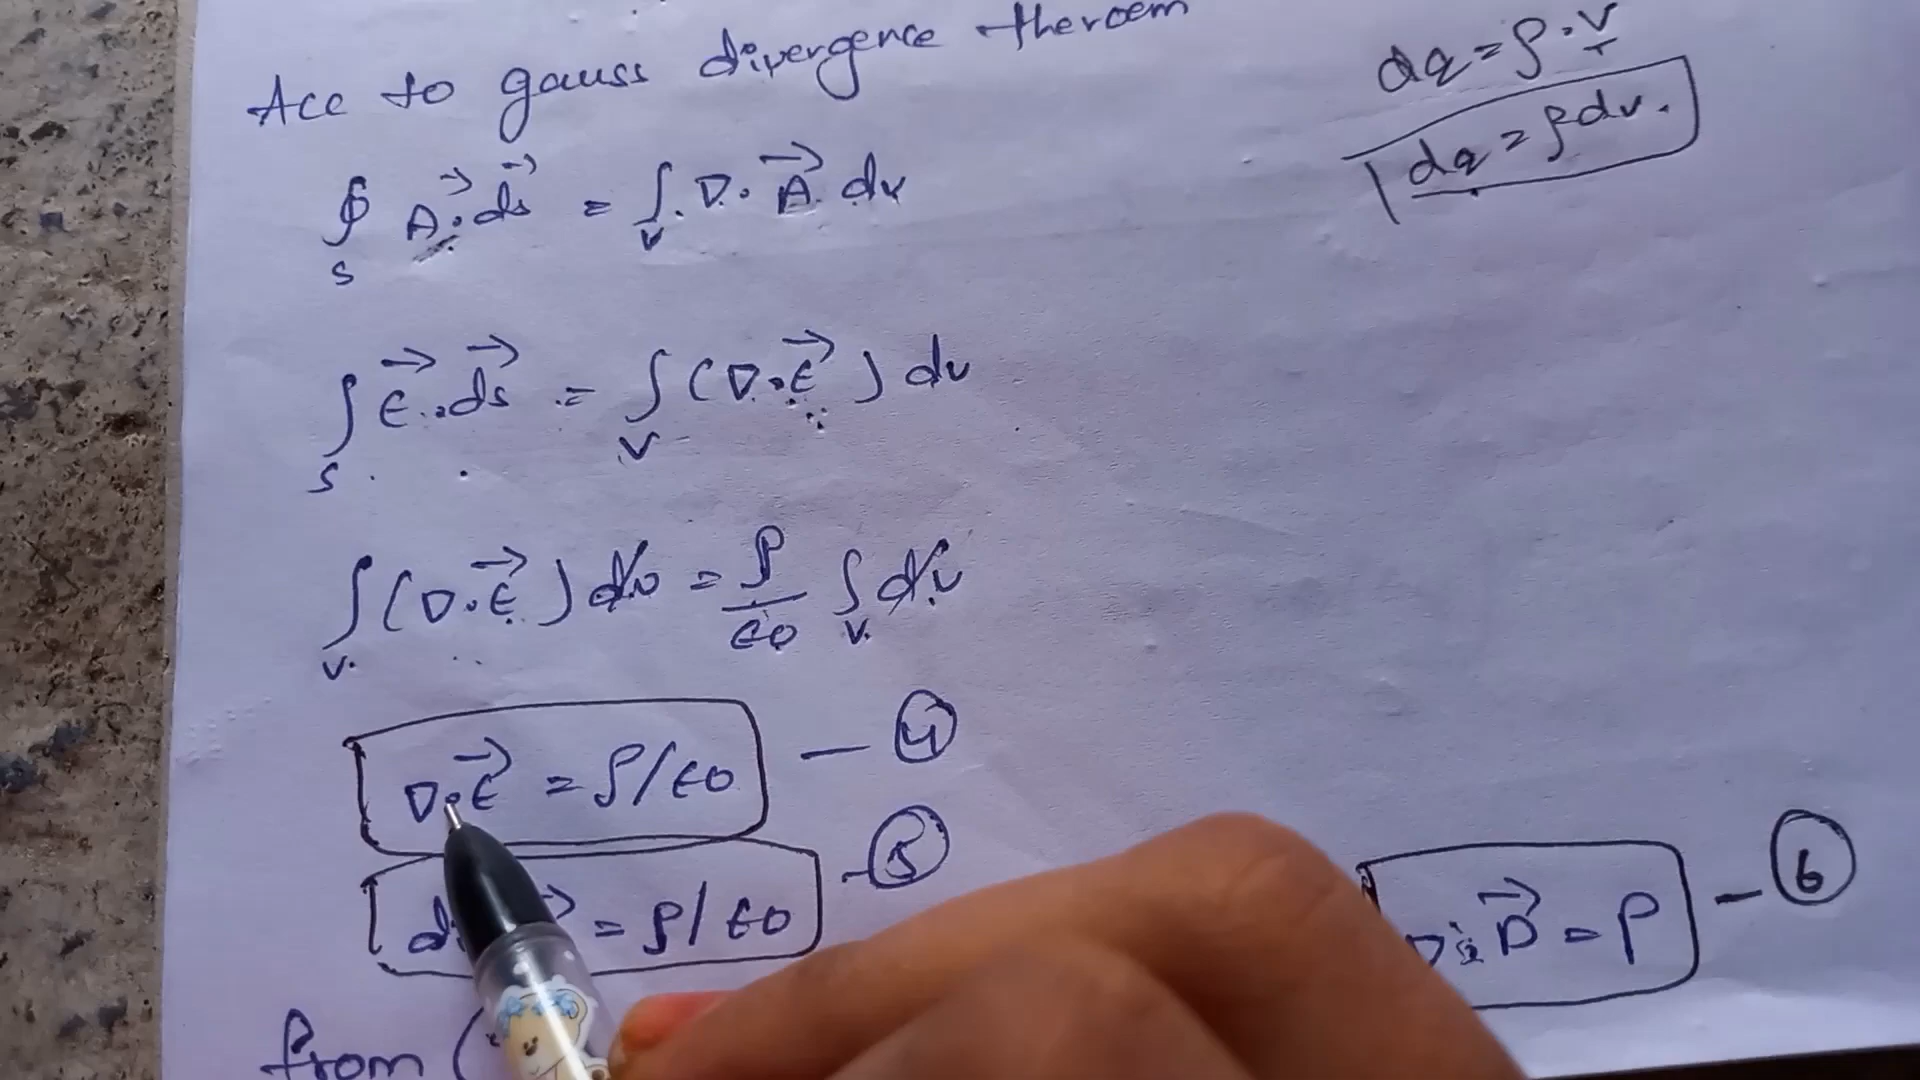 Acc to gauss divergence theroem
∮ A⃗ . ds⃗ = ∫ ∇ . A⃗ . dv
S V
∫ E⃗ . ds⃗ = ∫ (∇ . E⃗) dv
S V
∫ (∇ . E⃗) dv = ρ/ϵ0 ∫ dv
V V
∇ . E⃗ = ρ/ϵ0 — 4
= ρ/ϵ0 - 5
from (
dq = ρ . V
dq = ρdv.
D⃗ = ρ — 6